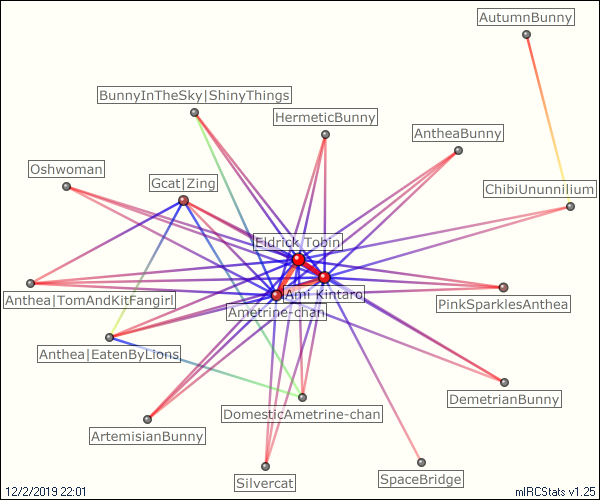 AutumnBunny
BunnyInTheSky|ShinyThings
HermeticBunny
AntheaBunny
Oshwoman
Gcat|Zing
ChibiUnunnilium
Eldrick Tobin
Anthea|TomAndKitFangirl
Ami Kintaro
PinkSparklesAnthea
Ametrine-chan
Anthea|EatenByLions
DemetrianBunny
DomesticAmetrine-chan
ArtemisianBunny
Silvercat
SpaceBridge
12/2/2019 22:01
mIRCStats v1.25